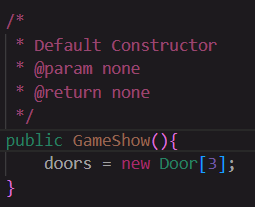 /*
 * Default Constructor
 * @param none
 * @return none
 */
public GameShow(){
    doors = new Door[3];
}